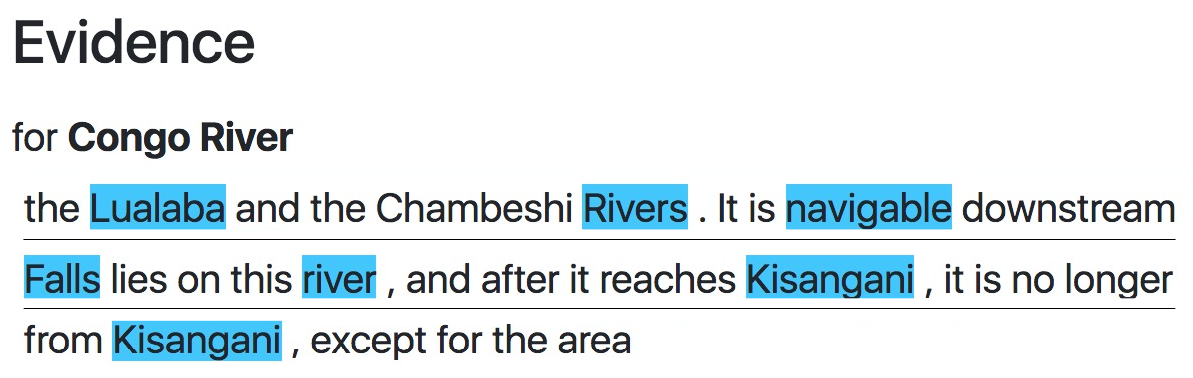 Evidence
for Congo River
the Lualaba and the Chambeshi Rivers . It is navigable downstream
Falls lies on this river , and after it reaches Kisangani , it is no longer
from Kisangani , except for the area